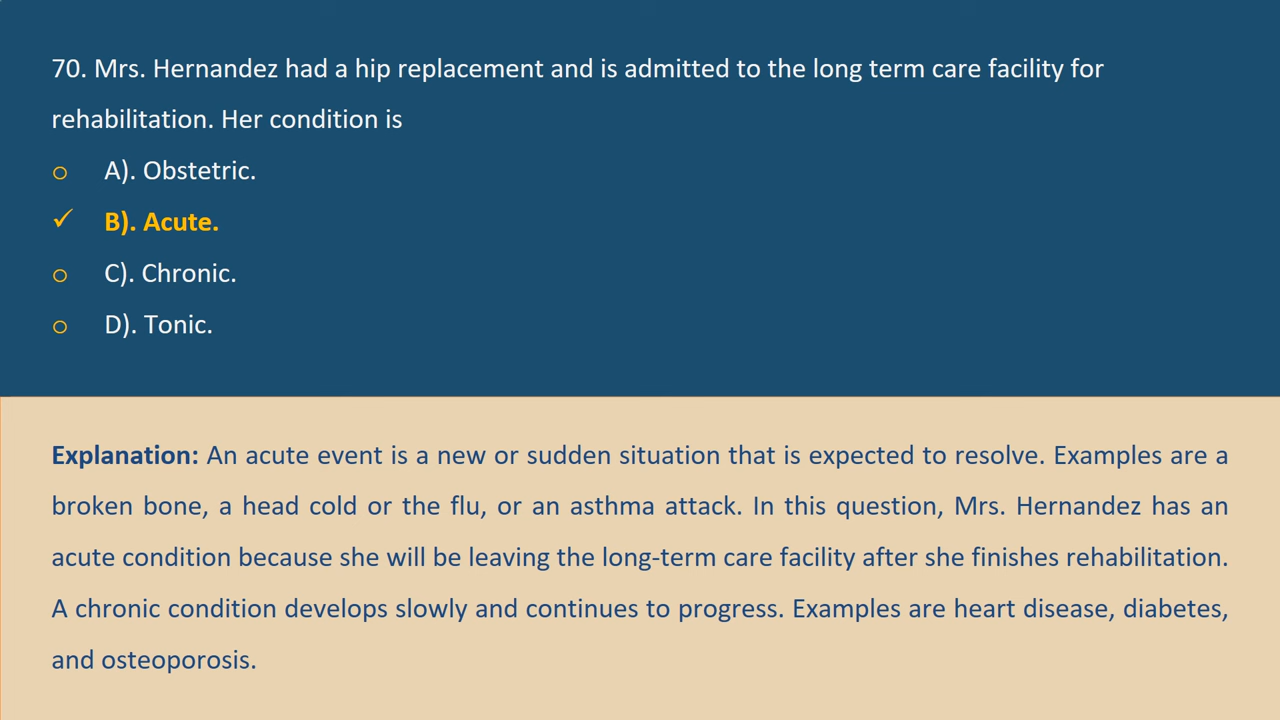 70. Mrs. Hernandez had a hip replacement and is admitted to the long term care facility for
rehabilitation. Her condition is
o A). Obstetric.
✓ B). Acute.
o C). Chronic.
o D). Tonic.
Explanation: An acute event is a new or sudden situation that is expected to resolve. Examples are a
broken bone, a head cold or the flu, or an asthma attack. In this question, Mrs. Hernandez has an
acute condition because she will be leaving the long-term care facility after she finishes rehabilitation.
A chronic condition develops slowly and continues to progress. Examples are heart disease, diabetes,
and osteoporosis.